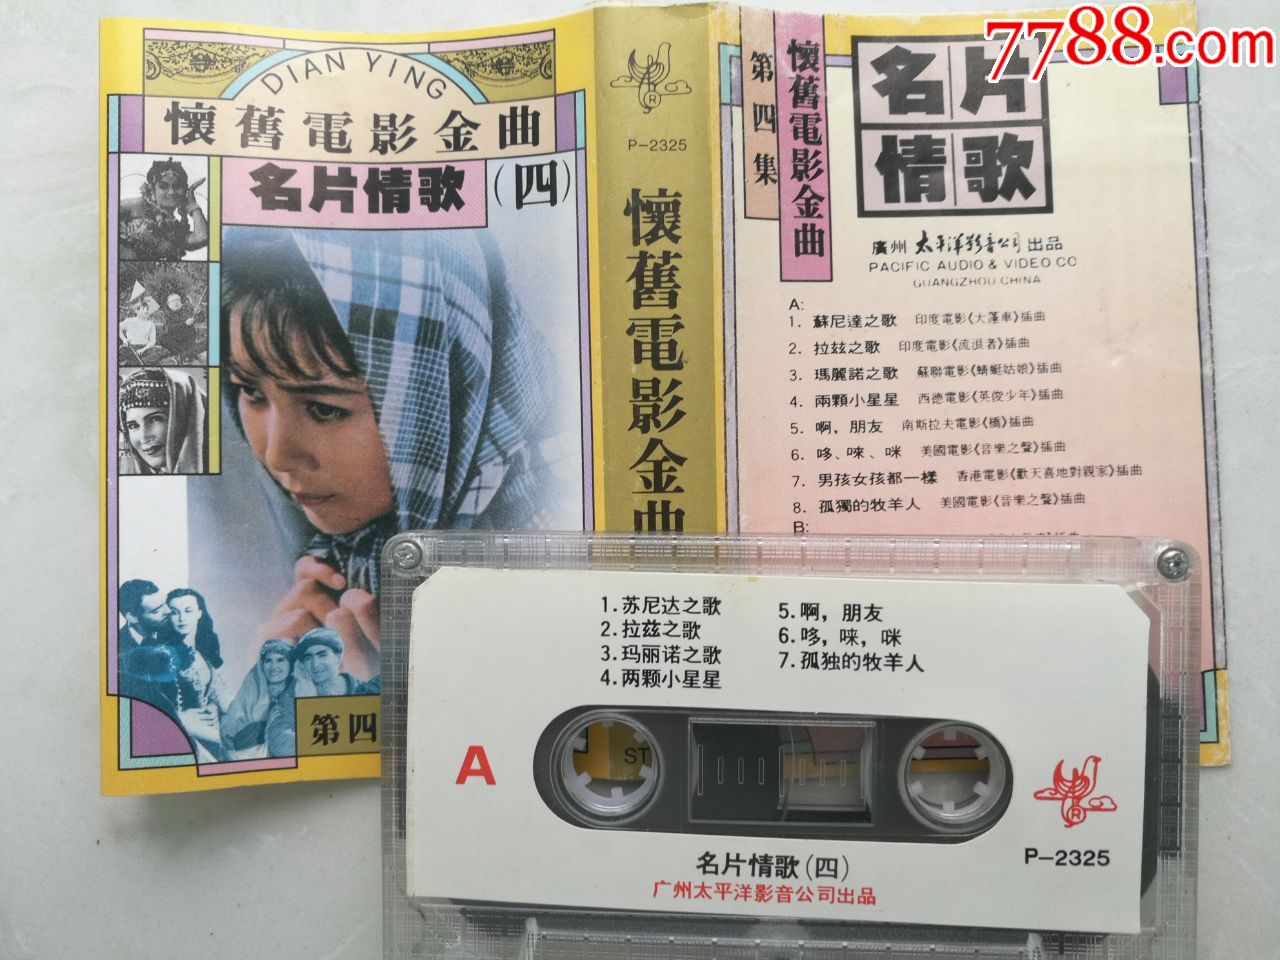 7788.com
DIAN YING
懷舊電影金曲
名片情歌(四)
第四
P-2325
懷舊電影金曲
第四集
懷舊電影金曲
名片
情歌
廣州太平洋影音公司出品
PACIFIC AUDIO & VIDEO CO
GUANGZHOU CHINA
A:
1. 蘇尼達之歌 印度電影《大蓬車》插曲
2. 拉兹之歌 印度電影《流浪者》插曲
3. 瑪麗諾之歌 蘇聯電影《蜻蜓姑娘》插曲
4. 兩顆小星星 西德電影《英俊少年》插曲
5. 啊，朋友 南斯拉夫電影《橋》插曲
6. 哆、唻、咪 美國電影《音樂之聲》插曲
7. 男孩女孩都一樣 香港電影《歡天喜地對親家》插曲
8. 孤獨的牧羊人 美國電影《音樂之聲》插曲
B:
1.苏尼达之歌
2.拉兹之歌
3.玛丽诺之歌
4.两颗小星星
5.啊，朋友
6.哆，唻，咪
7.孤独的牧羊人
A
ST
R
P-2325
名片情歌(四)
广州太平洋影音公司出品